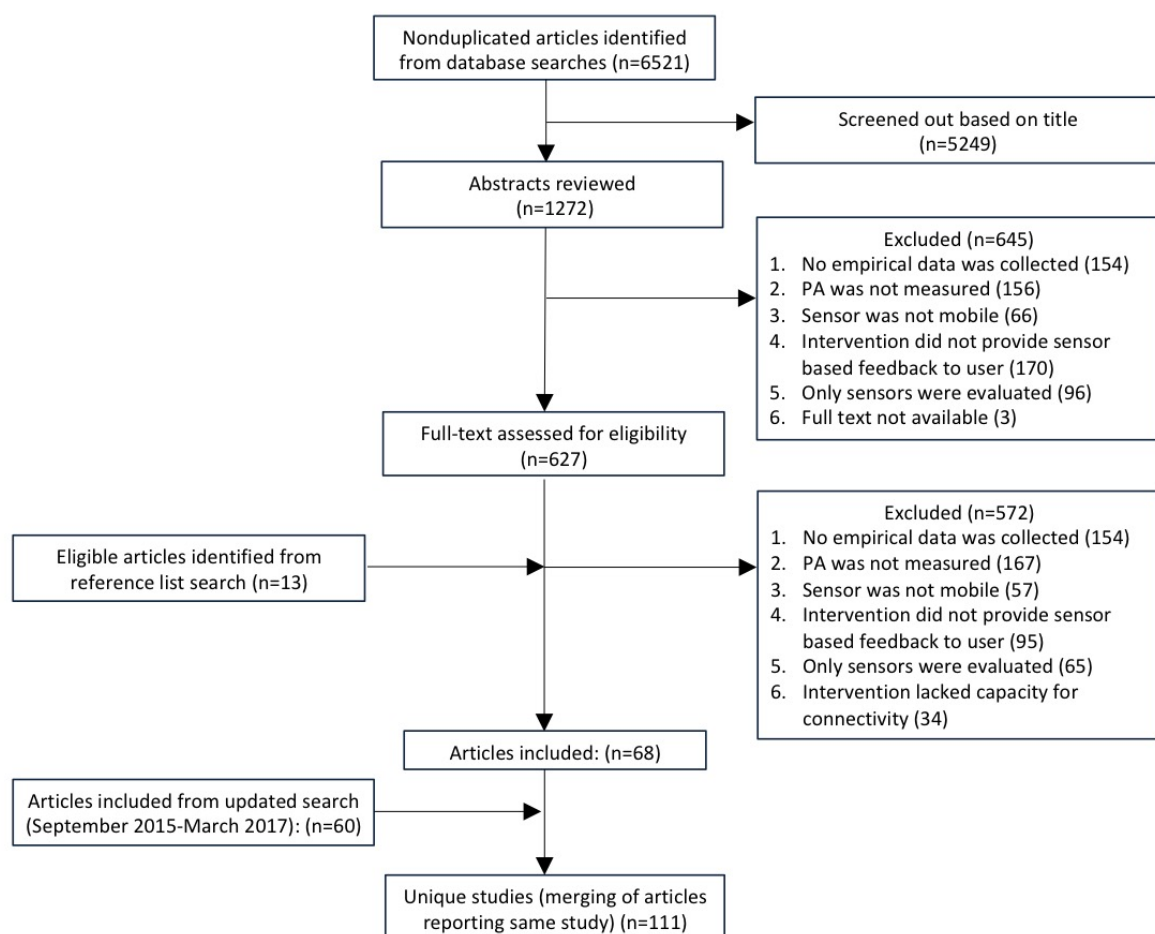 Nonduplicated articles identified
from database searches (n=6521)
Screened out based on title
(n=5249)
Abstracts reviewed
(n=1272)
Excluded (n=645)
1. No empirical data was collected (154)
2. PA was not measured (156)
3. Sensor was not mobile (66)
4. Intervention did not provide sensor
based feedback to user (170)
5. Only sensors were evaluated (96)
6. Full text not available (3)
Full-text assessed for eligibility
(n=627)
Excluded (n=572)
1. No empirical data was collected (154)
2. PA was not measured (167)
3. Sensor was not mobile (57)
4. Intervention did not provide sensor
based feedback to user (95)
5. Only sensors were evaluated (65)
6. Intervention lacked capacity for
connectivity (34)
Eligible articles identified from
reference list search (n=13)
Articles included: (n=68)
Articles included from updated search
(September 2015-March 2017): (n=60)
Unique studies (merging of articles
reporting same study) (n=111)